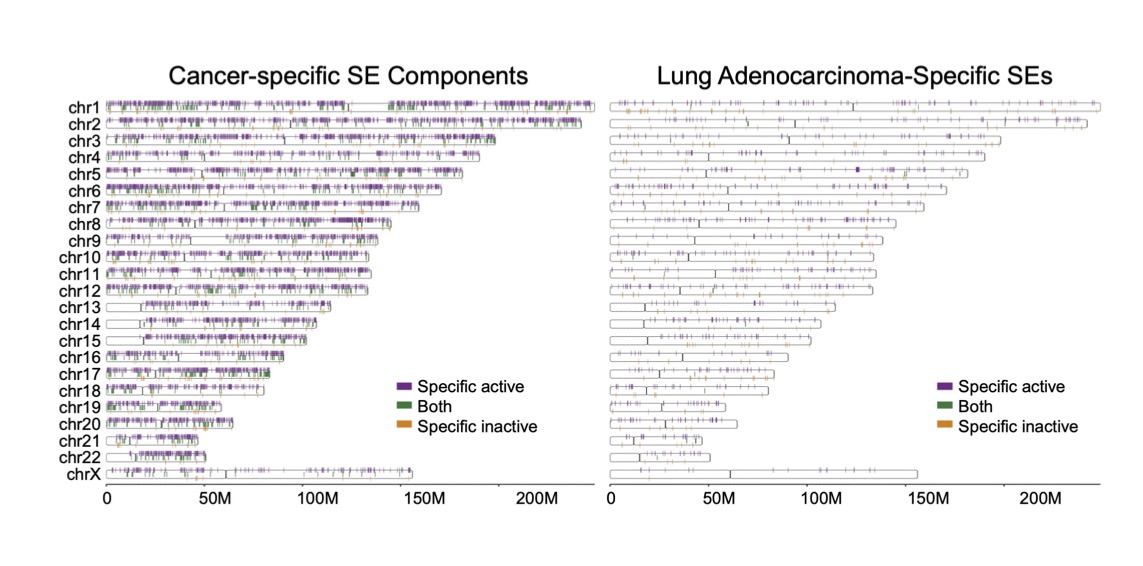 Cancer-specific SE Components
Lung Adenocarcinoma-Specific SEs
chr1
chr2
chr3
chr4
chr5
chr6
chr7
chr8
chr9
chr10
chr11
chr12
chr13
chr14
chr15
chr16
chr17
chr18
chr19
chr20
chr21
chr22
chrX
Specific active
Both
Specific inactive
Specific active
Both
Specific inactive
0 50M 100M 150M 200M
0 50M 100M 150M 200M